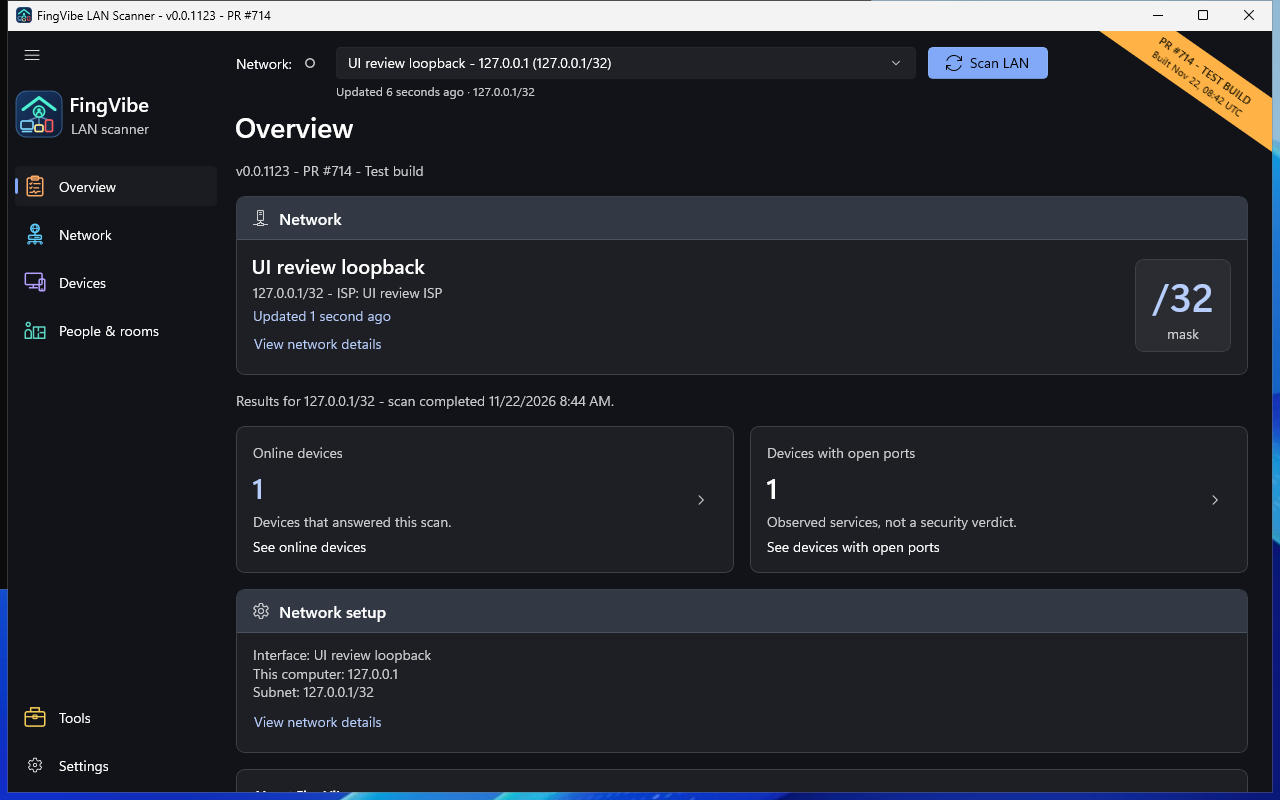 FingVibe LAN Scanner - v0.0.1123 - PR #714
Network:
UI review loopback - 127.0.0.1 (127.0.0.1/32)
Scan LAN
Updated 6 seconds ago · 127.0.0.1/32
PR #714 - TEST BUILD
Built Nov 22, 08:42 UTC
FingVibe
LAN scanner
Overview
Network
Devices
People & rooms
Tools
Settings
Overview
v0.0.1123 - PR #714 - Test build
Network
UI review loopback
127.0.0.1/32 - ISP: UI review ISP
Updated 1 second ago
View network details
/32
mask
Results for 127.0.0.1/32 - scan completed 11/22/2026 8:44 AM.
Online devices
1
Devices that answered this scan.
See online devices
Devices with open ports
1
Observed services, not a security verdict.
See devices with open ports
Network setup
Interface: UI review loopback
This computer: 127.0.0.1
Subnet: 127.0.0.1/32
View network details